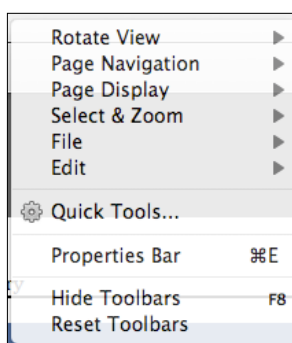 Rotate View
Page Navigation
Page Display
Select & Zoom
File
Edit
Quick Tools...
Properties Bar ⌘E
Hide Toolbars F8
Reset Toolbars